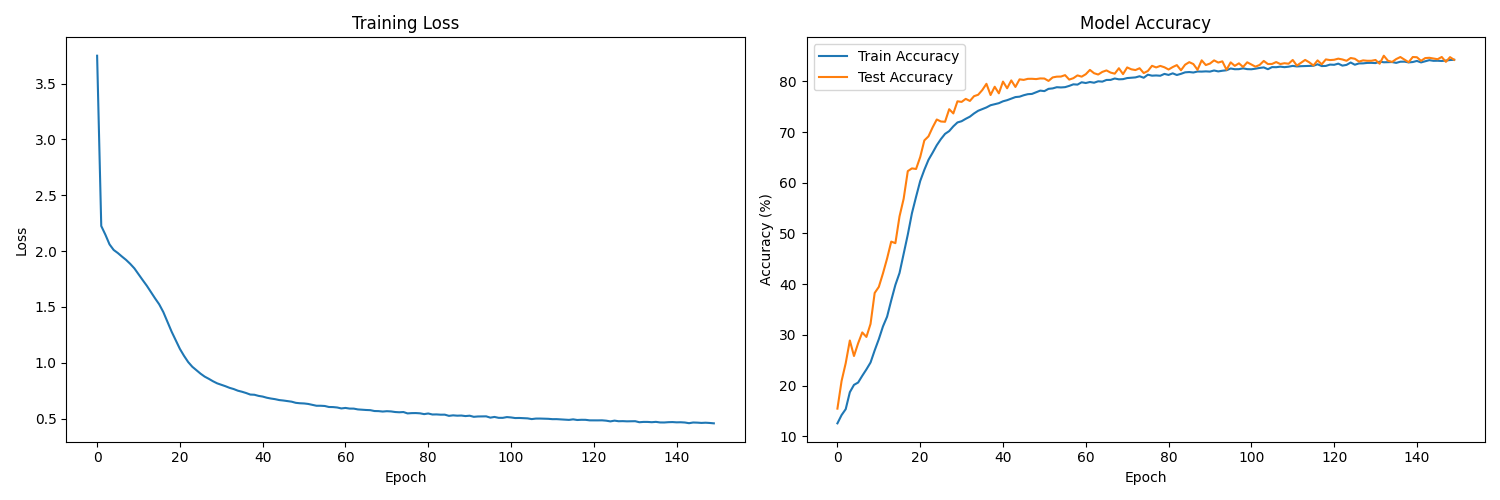 Training Loss
3.5
3.0
2.5
2.0
1.5
1.0
0.5
Loss
0 20 40 60 80 100 120 140
Epoch
Model Accuracy
Train Accuracy
Test Accuracy
80
70
60
50
40
30
20
10
Accuracy (%)
0 20 40 60 80 100 120 140
Epoch